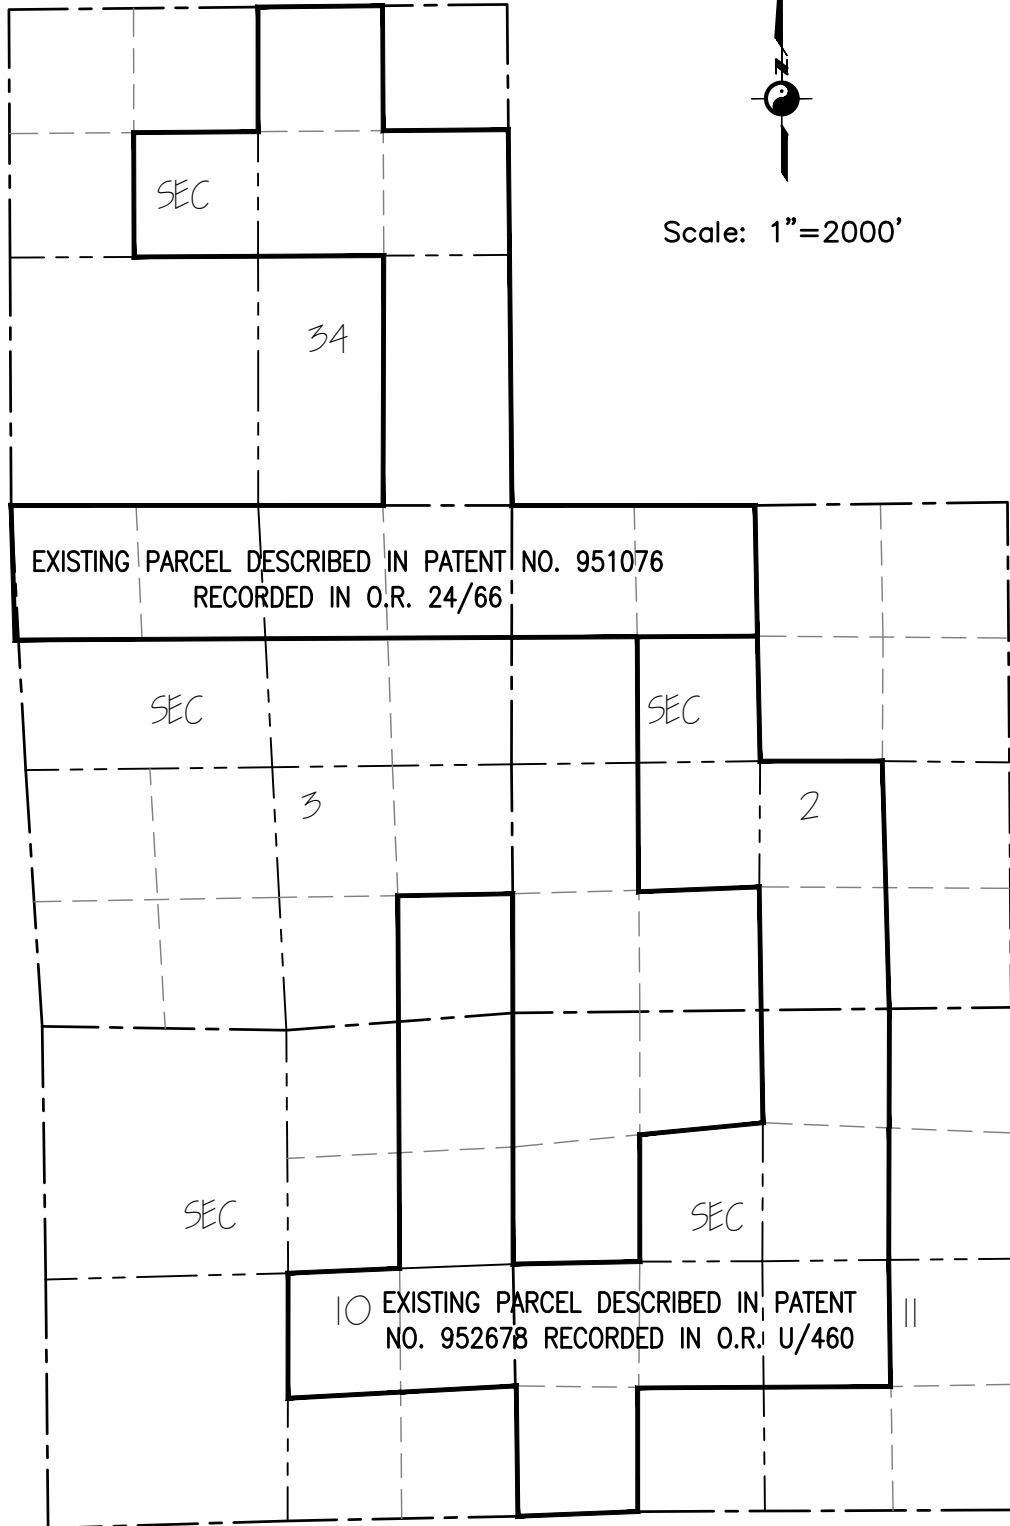 N
Scale: 1"=2000'
SEC
34
EXISTING PARCEL DESCRIBED IN PATENT NO. 951076
RECORDED IN O.R. 24/66
SEC
3
SEC
2
SEC
10
SEC
11
EXISTING PARCEL DESCRIBED IN PATENT
NO. 952678 RECORDED IN O.R. U/460